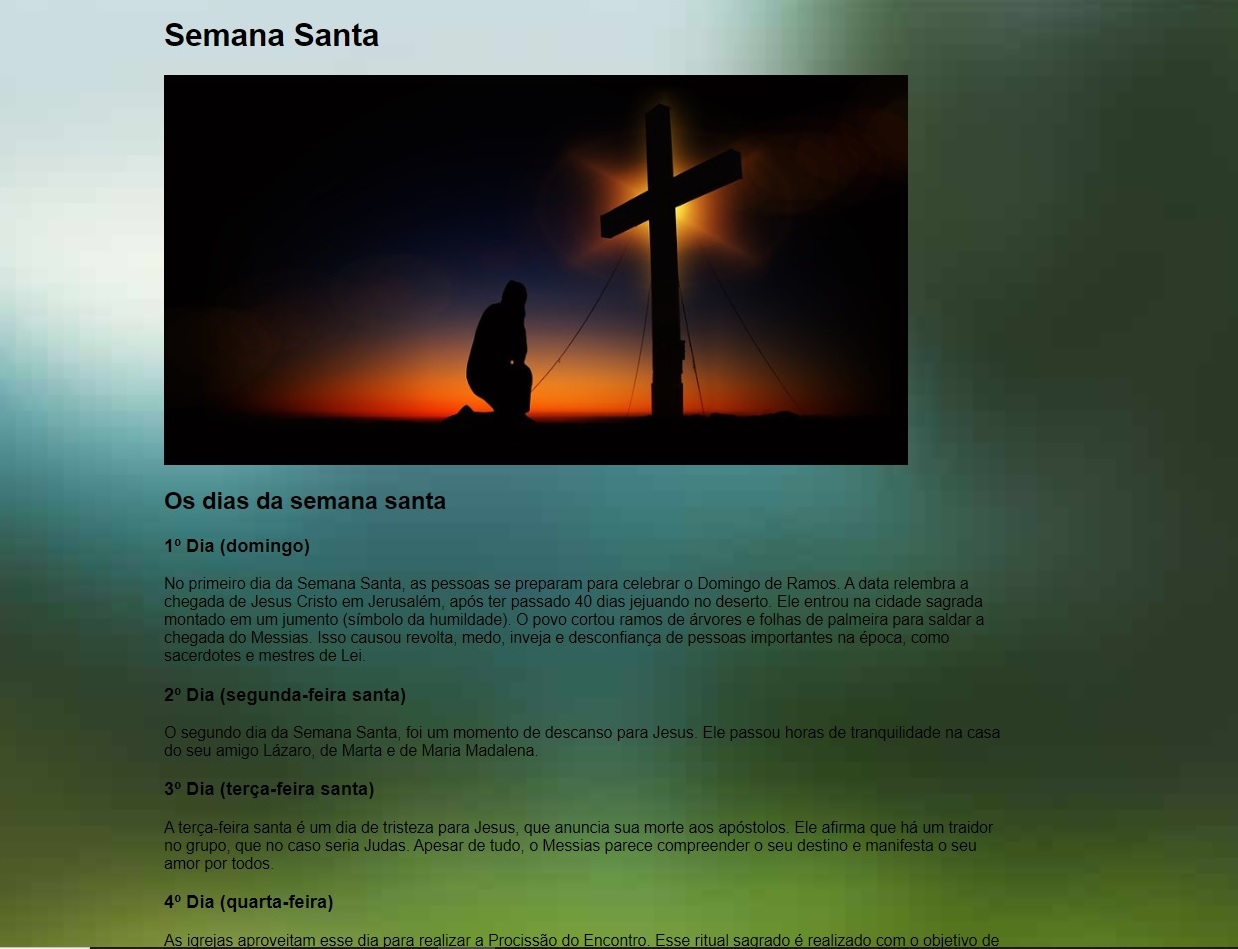 Semana Santa
Os dias da semana santa
1º Dia (domingo)
No primeiro dia da Semana Santa, as pessoas se preparam para celebrar o Domingo de Ramos. A data relembra a
chegada de Jesus Cristo em Jerusalém, após ter passado 40 dias jejuando no deserto. Ele entrou na cidade sagrada
montado em um jumento (símbolo da humildade). O povo cortou ramos de árvores e folhas de palmeira para saldar a
chegada do Messias. Isso causou revolta, medo, inveja e desconfiança de pessoas importantes na época, como
sacerdotes e mestres de Lei.
2º Dia (segunda-feira santa)
O segundo dia da Semana Santa, foi um momento de descanso para Jesus. Ele passou horas de tranquilidade na casa
do seu amigo Lázaro, de Marta e de Maria Madalena.
3º Dia (terça-feira santa)
A terça-feira santa é um dia de tristeza para Jesus, que anuncia sua morte aos apóstolos. Ele afirma que há um traidor
no grupo, que no caso seria Judas. Apesar de tudo, o Messias parece compreender o seu destino e manifesta o seu
amor por todos.
4º Dia (quarta-feira)
As igrejas aproveitam esse dia para realizar a Procissão do Encontro. Esse ritual sagrado é realizado com o objetivo de